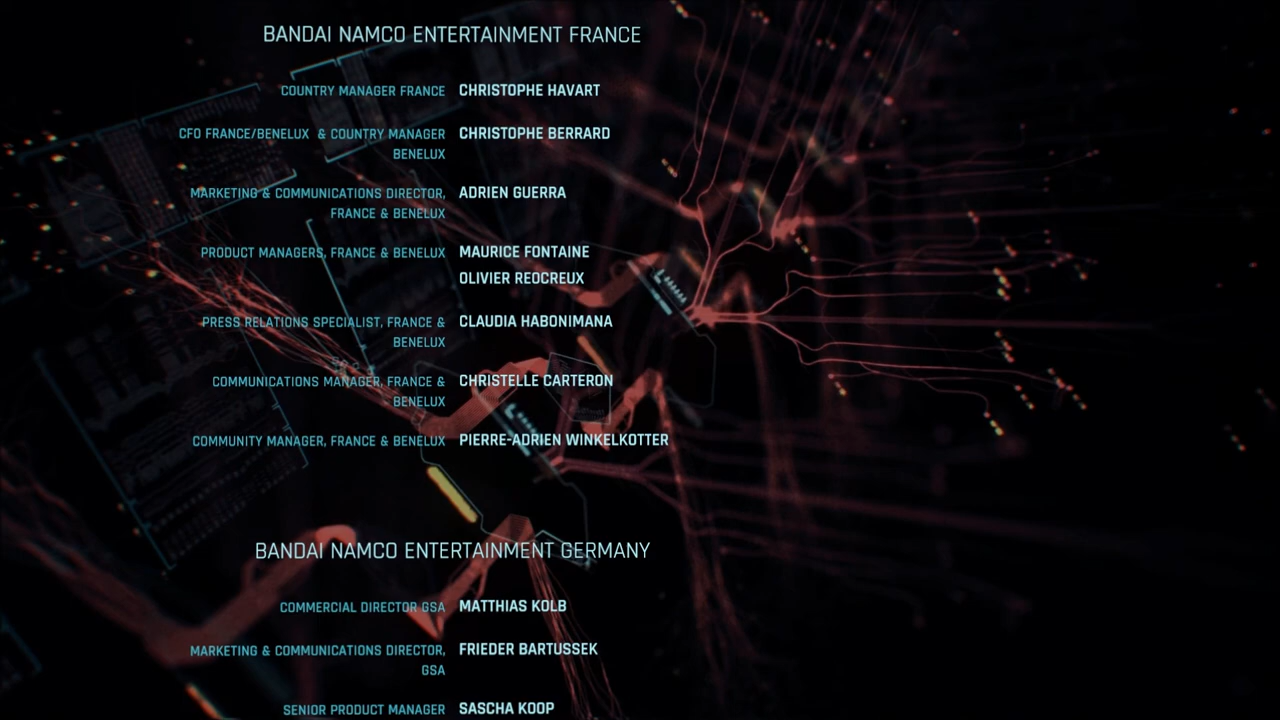 BANDAI NAMCO ENTERTAINMENT FRANCE
COUNTRY MANAGER FRANCE CHRISTOPHE HAVART
CFO FRANCE/BENELUX & COUNTRY MANAGER CHRISTOPHE BERRARD
BENELUX
MARKETING & COMMUNICATIONS DIRECTOR, ADRIEN GUERRA
FRANCE & BENELUX
PRODUCT MANAGERS, FRANCE & BENELUX MAURICE FONTAINE
OLIVIER REOCREUX
PRESS RELATIONS SPECIALIST, FRANCE & CLAUDIA HABONIMANA
BENELUX
COMMUNICATIONS MANAGER, FRANCE & CHRISTELLE CARTERON
BENELUX
COMMUNITY MANAGER, FRANCE & BENELUX PIERRE-ADRIEN WINKELKOTTER
BANDAI NAMCO ENTERTAINMENT GERMANY
COMMERCIAL DIRECTOR GSA MATTHIAS KOLB
MARKETING & COMMUNICATIONS DIRECTOR, FRIEDER BARTUSSEK
GSA
SENIOR PRODUCT MANAGER SASCHA KOOP